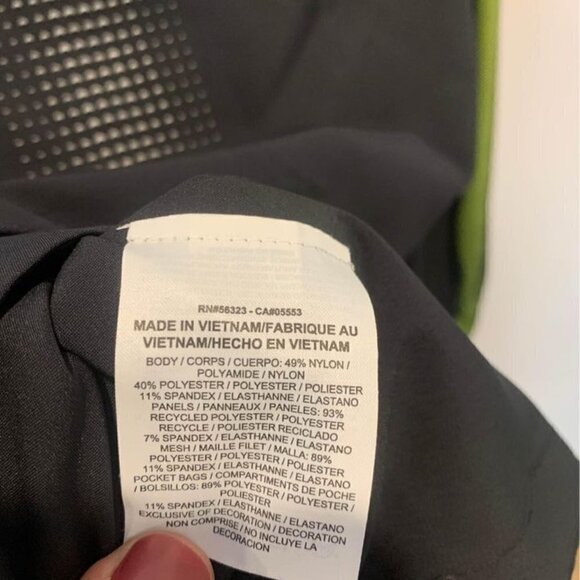 RN#56323 - CA#05553
MADE IN VIETNAM/FABRIQUE AU
VIETNAM/HECHO EN VIETNAM
BODY / CORPS / CUERPO: 49% NYLON /
POLYAMIDE / NYLON
40% POLYESTER / POLYESTER / POLIESTER
11% SPANDEX / ELASTHANNE / ELASTANO
PANELS / PANNEAUX / PANELES: 93%
RECYCLED POLYESTER / POLYESTER
RECYCLE / POLIESTER RECICLADO
7% SPANDEX / ELASTHANNE / ELASTANO
MESH / MAILLE FILET / MALLA: 89%
POLYESTER / POLYESTER / POLIESTER
11% SPANDEX / ELASTHANNE / ELASTANO
POCKET BAGS / COMPARTIMENTS DE POCHE
/ BOLSILLOS: 89% POLYESTER / POLYESTER /
POLIESTER
11% SPANDEX / ELASTHANNE / ELASTANO
EXCLUSIVE OF DECORATION / DECORATION
NON COMPRISE / NO INCLUYE LA
DECORACION